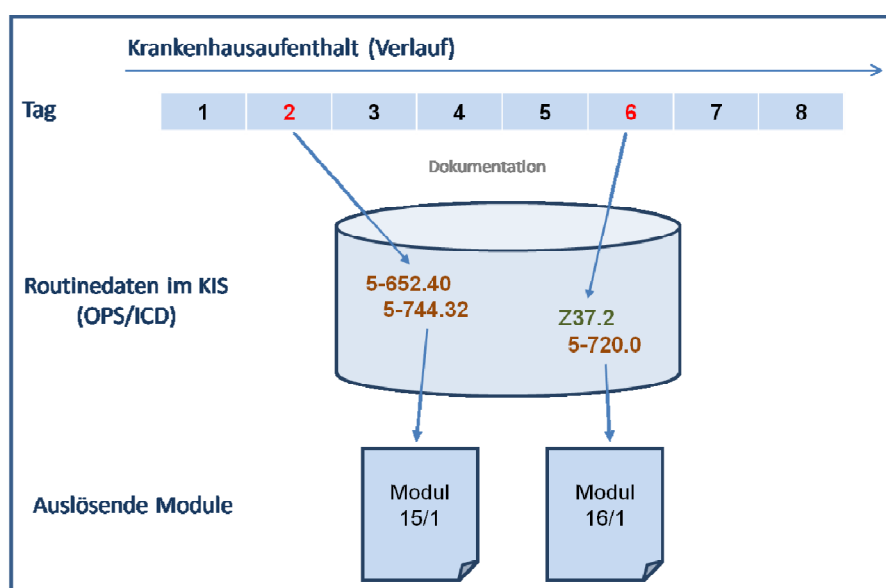 Krankenhausaufenthalt (Verlauf)
Tag
1 2 3 4 5 6 7 8
Dokumentation
Routinedaten im KIS
(OPS/ICD)
5-652.40
5-744.32
Z37.2
5-720.0
Auslösende Module
Modul
15/1
Modul
16/1